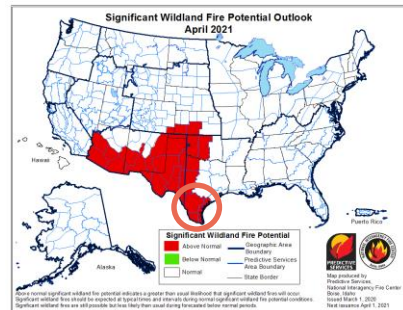 Significant Wildland Fire Potential Outlook
April 2021
Hawaii
Alaska
Puerto Rico
Significant Wildland Fire Potential
Above Normal
Below Normal
Normal
Geographic Area
Boundary
Predictive Services
Area Boundary
State Border
PREDICTIVE
SERVICES
Map produced by
Predictive Services,
National Interagency Fire Center
Boise, Idaho
Issued March 1, 2020
Next issuance April 1, 2021
Above normal significant wildland fire potential indicates a greater than usual likelihood that significant wildland fires will occur.
Significant wildland fires should be expected at typical times and intervals during normal significant wildland fire potential conditions.
Significant wildland fires are still possible but less likely than usual during forecasted below normal periods.